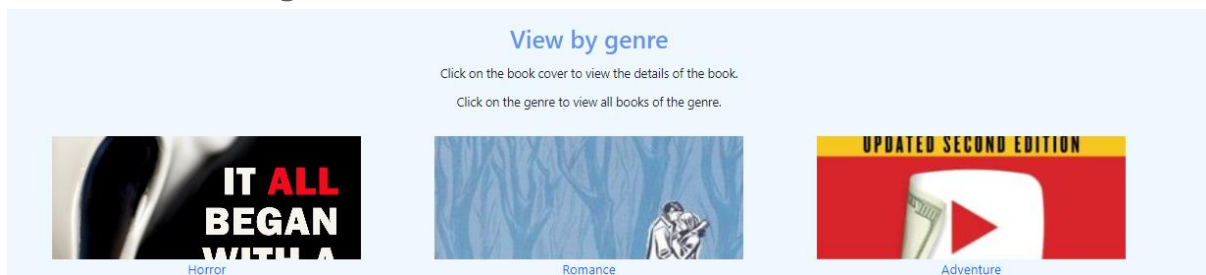 View by genre
Click on the book cover to view the details of the book.
Click on the genre to view all books of the genre.
IT ALL
BEGAN
WITH A
UPDATED SECOND EDITION
Horror
Romance
Adventure